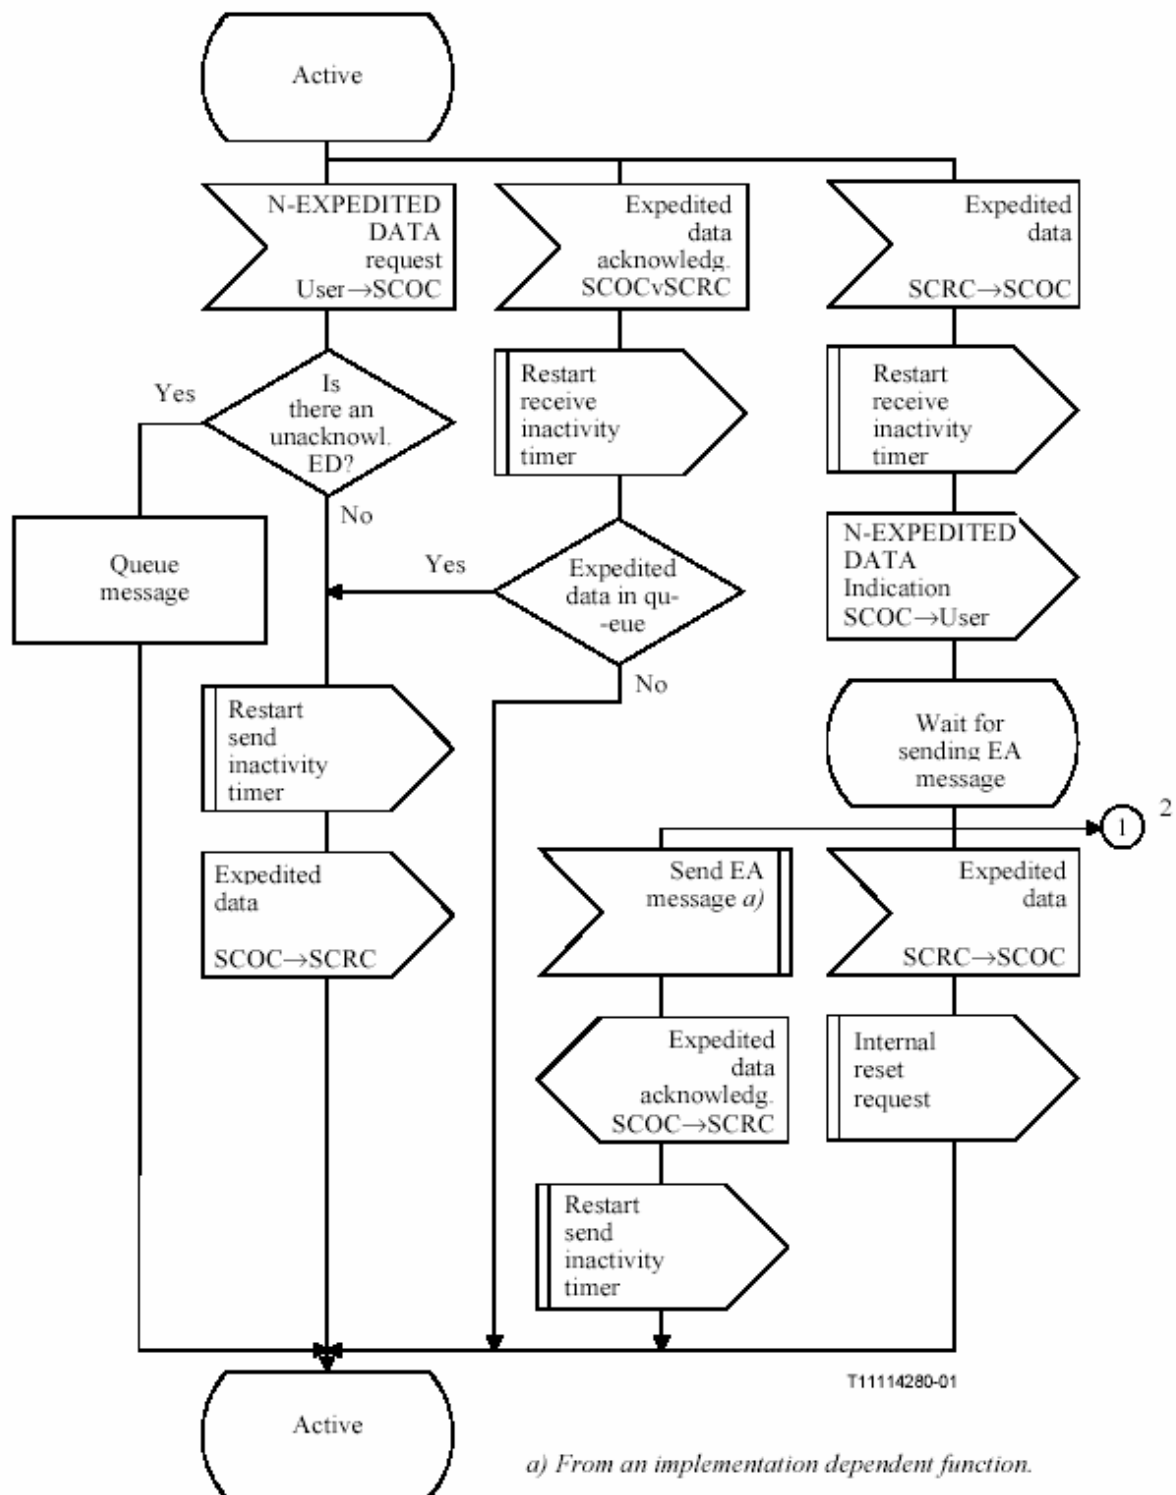 Active
N-EXPEDITED
DATA
request
User→SCOC
Expedited
data
acknowledg.
SCOCvSCRC
Expedited
data
SCRC→SCOC
Yes
Is
there an
unacknowl.
ED?
No
Restart
receive
inactivity
timer
Restart
receive
inactivity
timer
Queue
message
Yes
Expedited
data in qu-
-eue
No
N-EXPEDITED
DATA
Indication
SCOC→User
Restart
send
inactivity
timer
Wait for
sending EA
message
1
2
Expedited
data
SCOC→SCRC
Send EA
message a)
Expedited
data
SCRC→SCOC
Expedited
data
acknowledg.
SCOC→SCRC
Internal
reset
request
Restart
send
inactivity
timer
T11114280-01
Active
a) From an implementation dependent function.